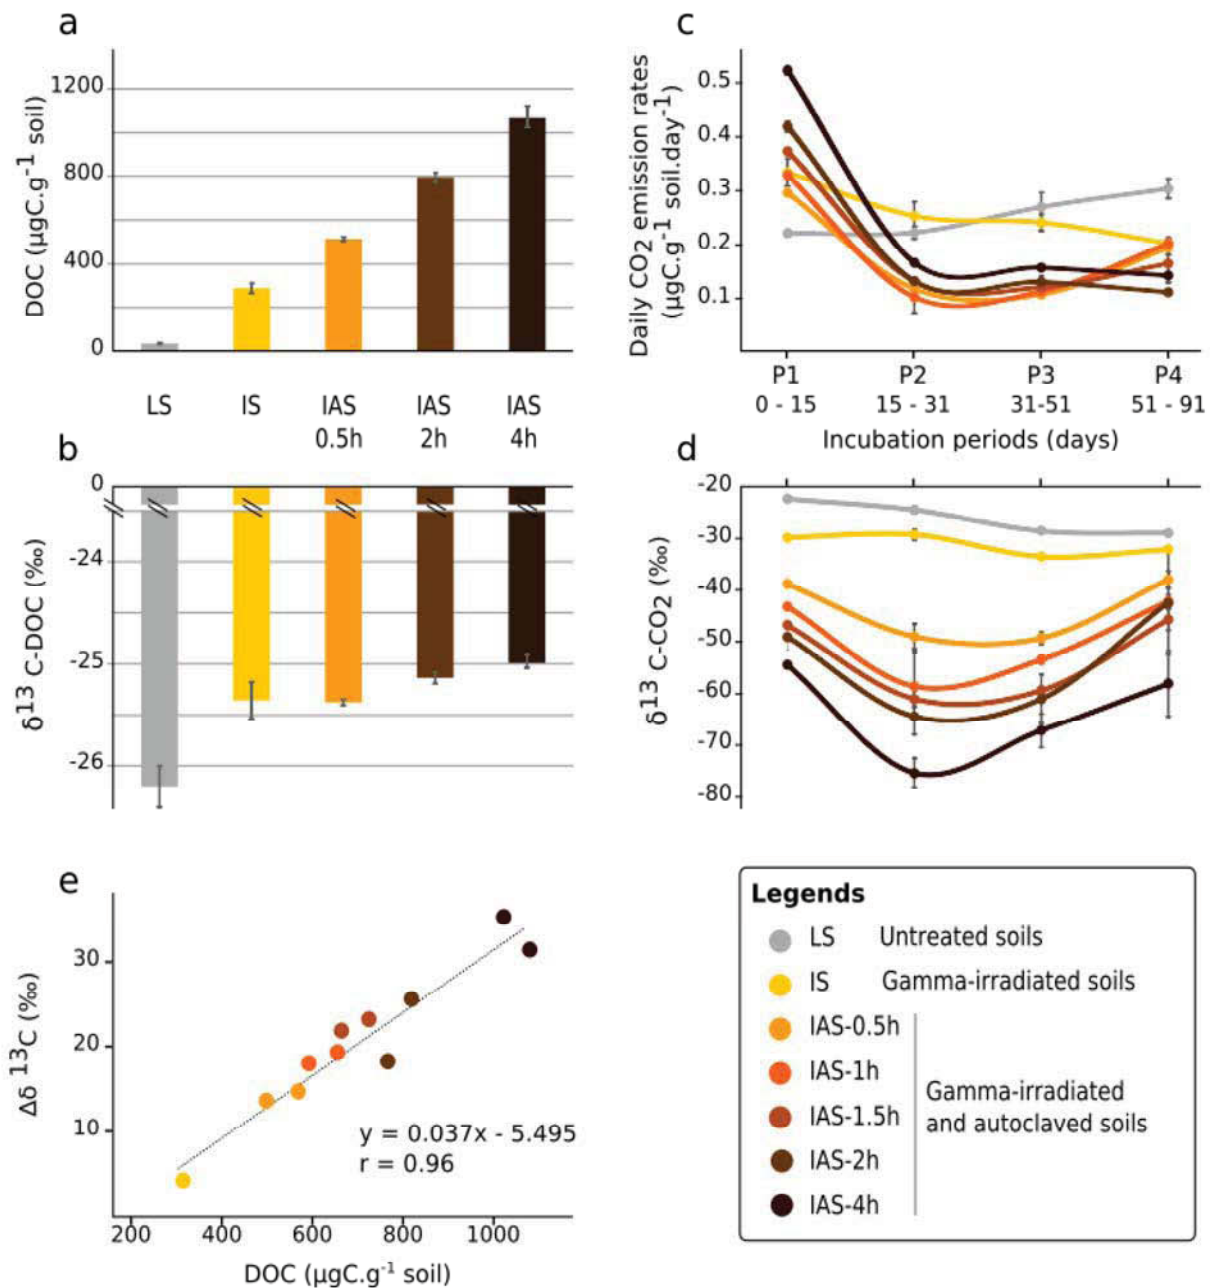 a
DOC (µgC.g-1 soil)
1200
800
400
0
LS
IS
IAS
0.5h
IAS
2h
IAS
4h
b
δ13 C-DOC (‰)
0
-24
-25
-26
c
Daily CO2 emission rates
(µgC.g-1 soil.day-1)
0.5
0.4
0.3
0.2
0.1
P1
0 - 15
P2
15 - 31
P3
31-51
P4
51 - 91
Incubation periods (days)
d
δ13 C-CO2 (‰)
-20
-30
-40
-50
-60
-70
-80
e
Δδ 13C (‰)
30
20
10
y = 0.037x - 5.495
r = 0.96
200
400
600
800
1000
DOC (µgC.g-1 soil)
Legends
LS Untreated soils
IS Gamma-irradiated soils
IAS-0.5h
IAS-1h
IAS-1.5h
IAS-2h
IAS-4h
Gamma-irradiated
and autoclaved soils